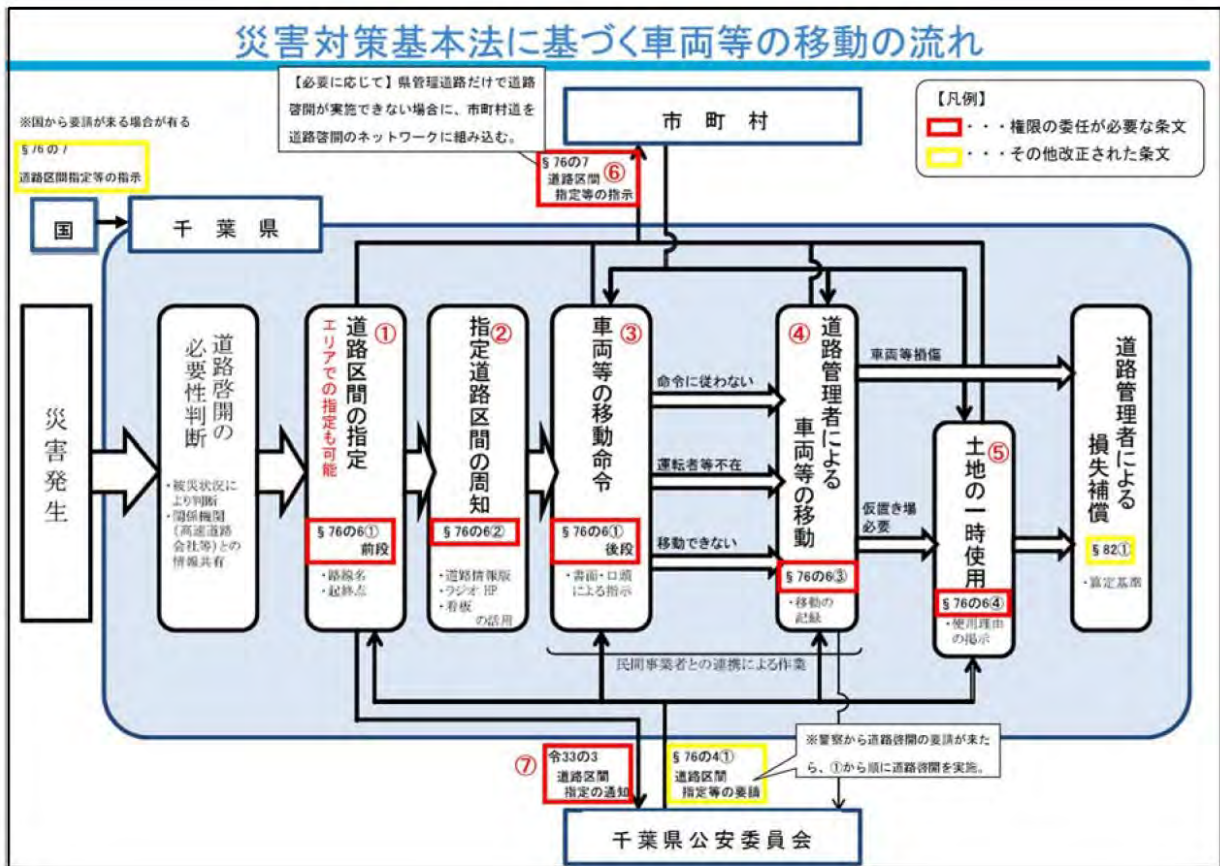 災害対策基本法に基づく車両等の移動の流れ
【必要に応じて】県管理道路だけで道路
啓開が実施できない場合に、市町村道を
道路啓開のネットワークに組み込む。
市町村
【凡例】
・・・権限の委任が必要な条文
・・・その他改正された条文
※国から要請が来る場合が有る
§76の7
道路区間指定等の指示
§76の7
道路区間
指定等の指示
⑥
国
千葉県
災害発生
道路啓開の
必要性判断
・被災状況に
より判断
・関係機関
(高速道路
会社等)との
情報共有
①
道路区間の指定
エリアでの指定も可能
§76の6①
前段
・路線名
・起終点
②
指定道路区間の周知
§76の6②
・道路情報版
・ラジオ HP
・看板
の活用
③
車両等の移動命令
§76の6①
後段
・書面・口頭
による指示
命令に従わない
運転者等不在
移動できない
④
道路管理者による
車両等の移動
§76の6③
・移動の
記録
車両等損傷
仮置き場
必要
⑤
土地の一時使用
§76の6④
・使用理由
の掲示
道路管理者による
損失補償
§82①
・算定基準
民間事業者との連携による作業
⑦
令33の3
道路区間
指定の通知
§76の4①
道路区間
指定等の要請
※警察から道路啓開の要請が来た
ら、①から順に道路啓開を実施。
千葉県公安委員会